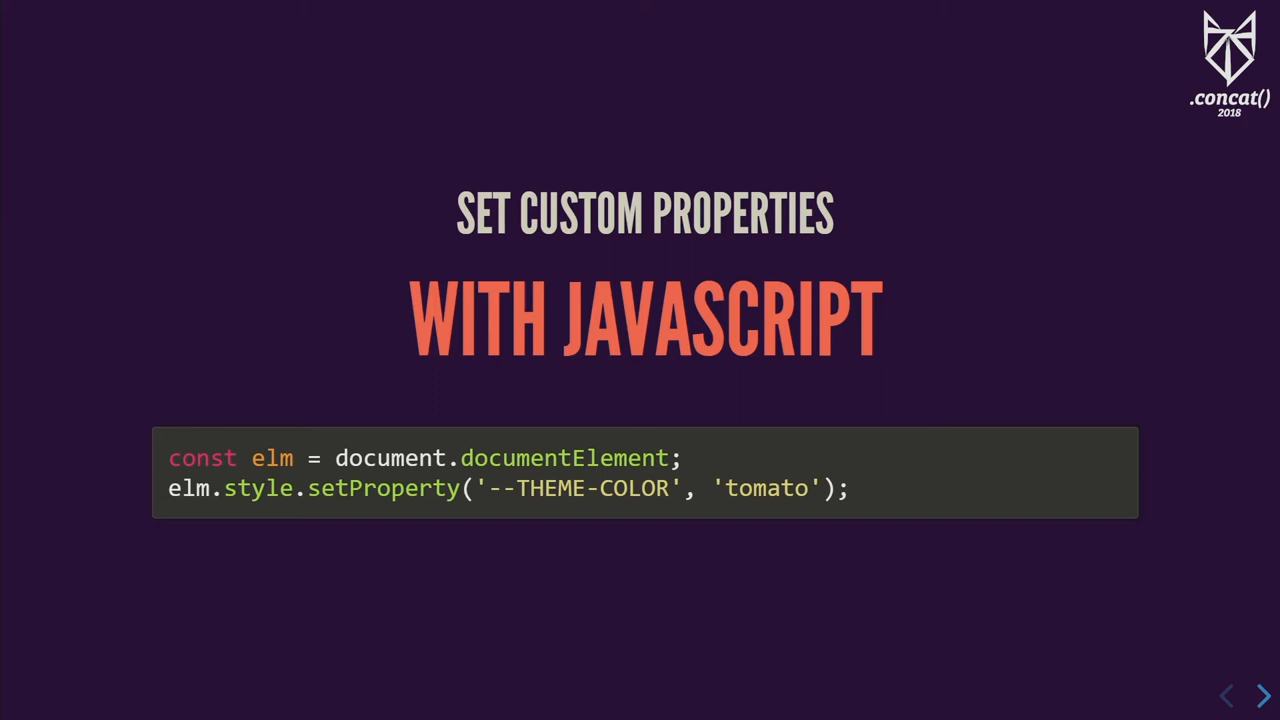 .concat()
2018
SET CUSTOM PROPERTIES
WITH JAVASCRIPT
const elm = document.documentElement;
elm.style.setProperty('--THEME-COLOR', 'tomato');